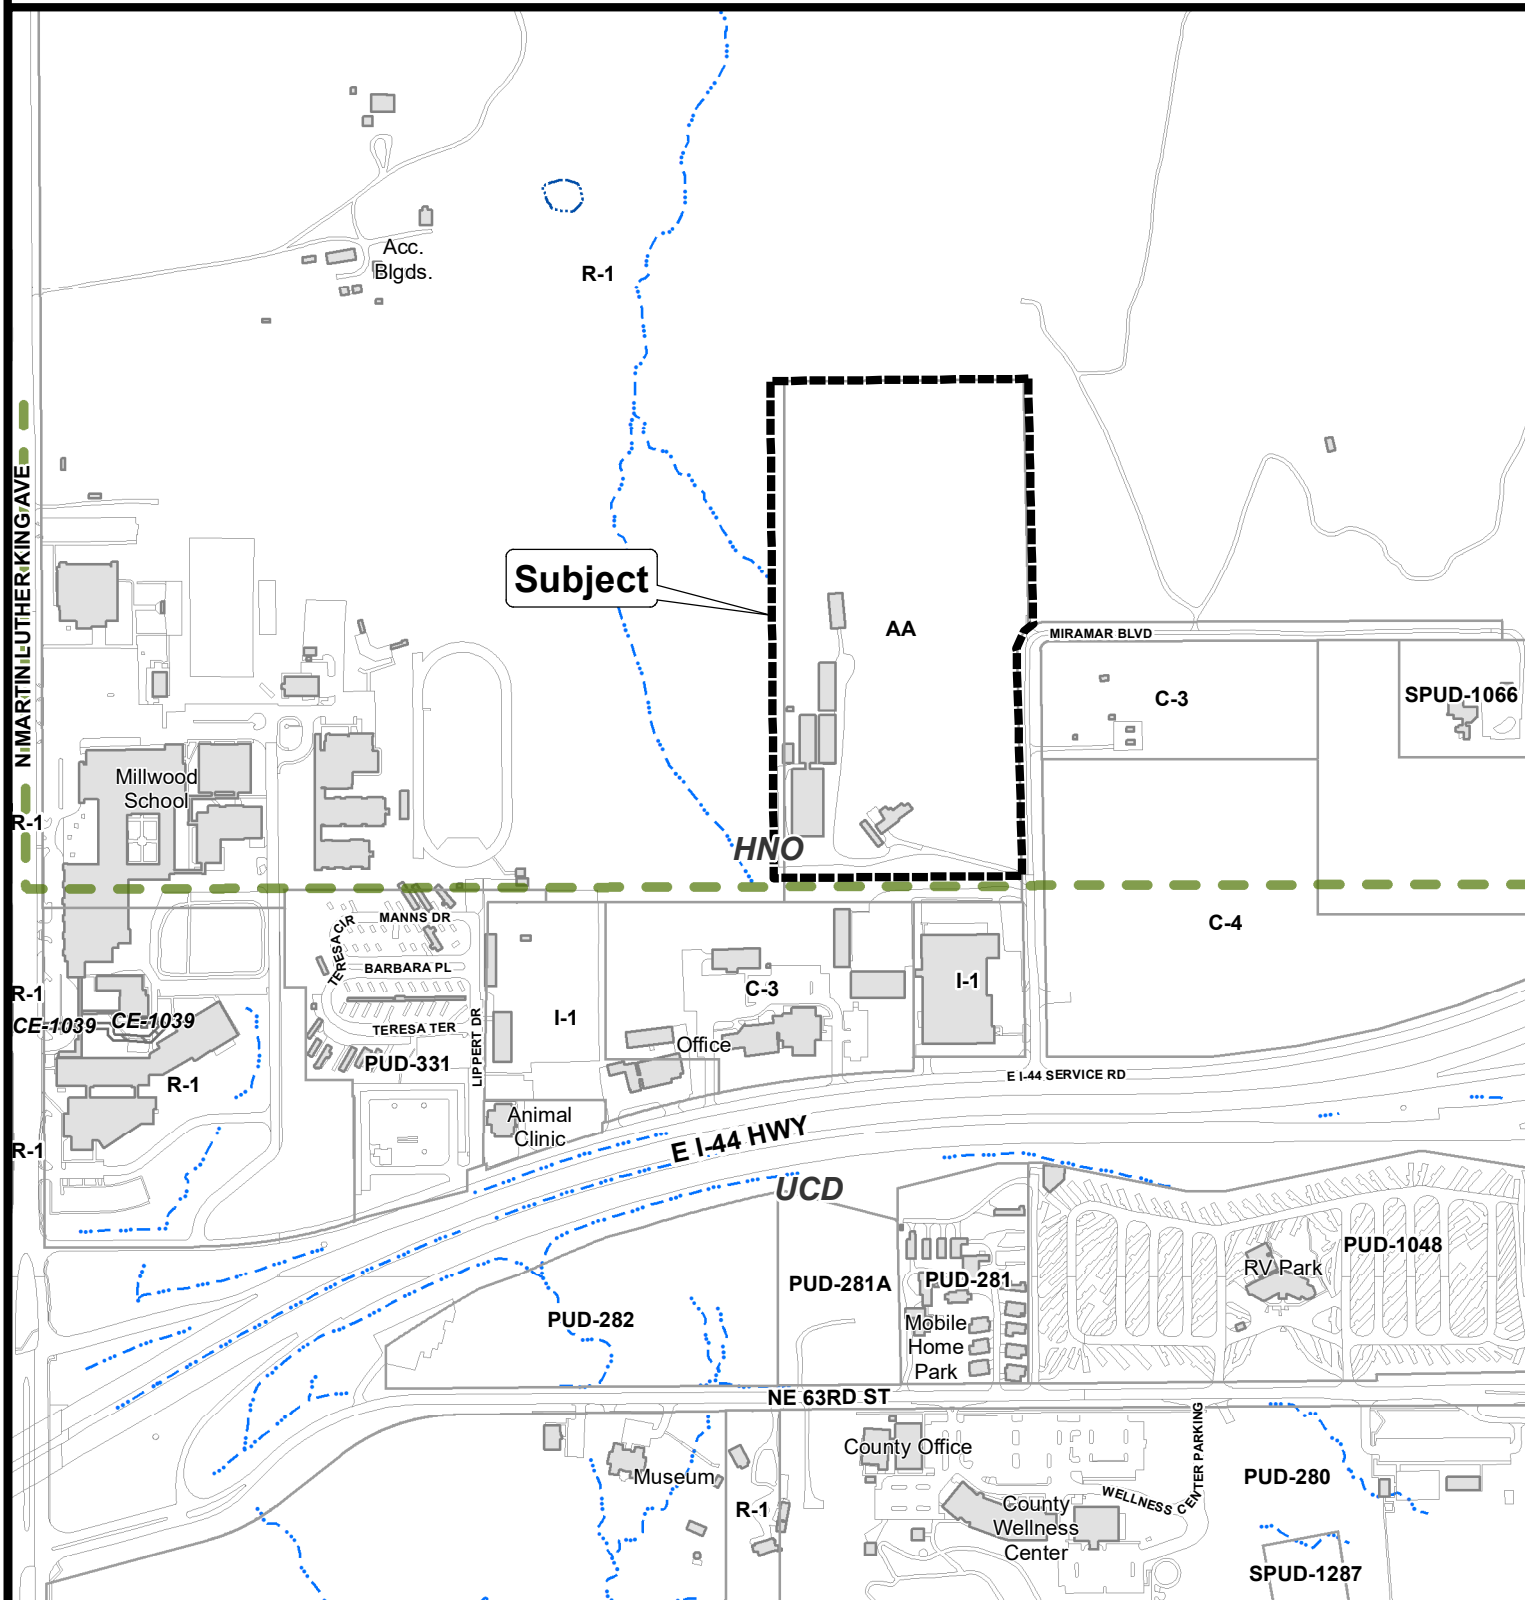 Acc.
Blgds.
R-1
N MARTIN LUTHER KING AVE
Subject
AA
MIRAMAR BLVD
C-3
SPUD-1066
Millwood
School
R-1
HNO
MANNS DR
TERESA CIR
BARBARA PL
C-4
R-1
CE-1039
CE-1039
TERESA TER
LIPPERT DR
I-1
C-3
I-1
Office
PUD-331
R-1
E I-44 SERVICE RD
Animal
Clinic
E I-44 HWY
R-1
UCD
PUD-281A
PUD-281
PUD-1048
RV Park
PUD-282
Mobile
Home
Park
NE 63RD ST
County Office
Museum
WELLNESS CENTER PARKING
PUD-280
R-1
County
Wellness
Center
SPUD-1287